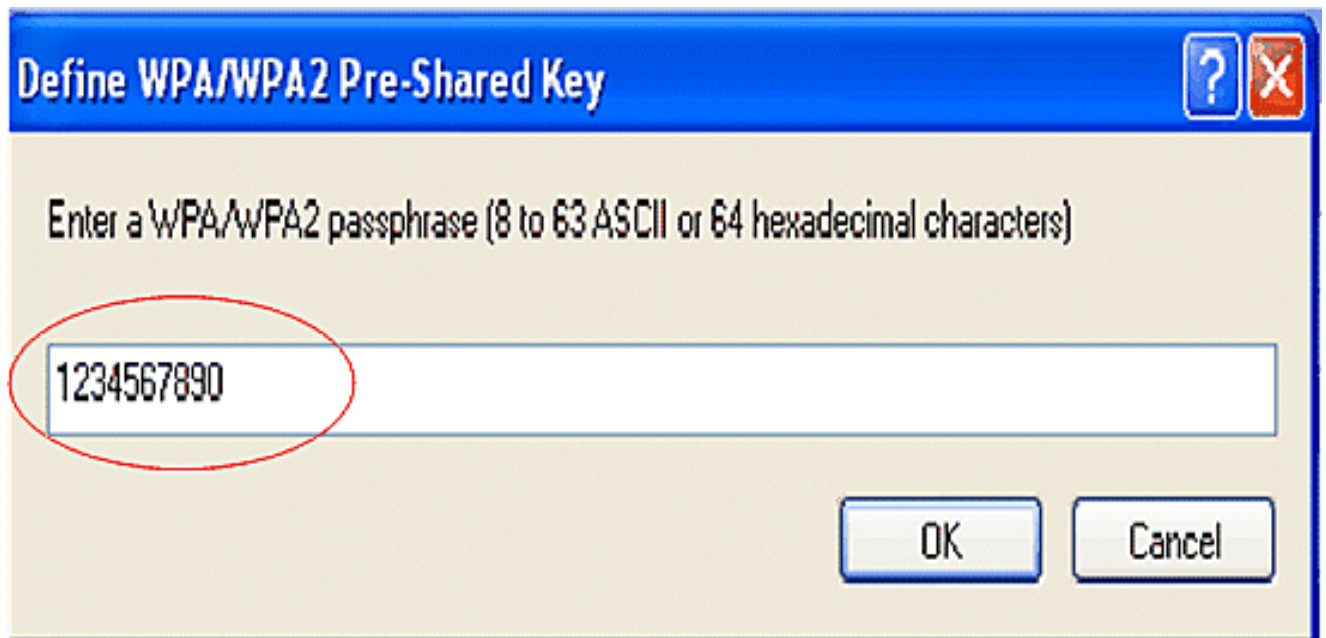 Define WPA/WPA2 Pre-Shared Key
?
X
Enter a WPA/WPA2 passphrase (8 to 63 ASCII or 64 hexadecimal characters)
1234567890
OK
Cancel